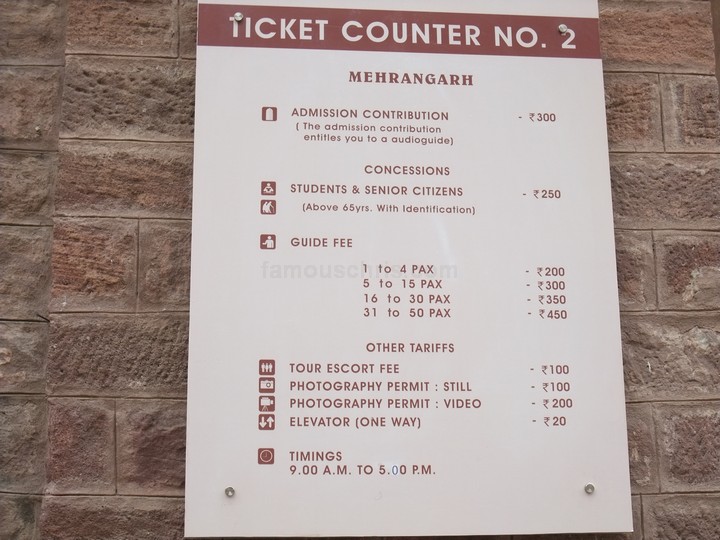 TICKET COUNTER NO. 2
MEHRANGARH
ADMISSION CONTRIBUTION - ₹300
( The admission contribution
entitles you to a audioguide)
CONCESSIONS
STUDENTS & SENIOR CITIZENS - ₹250
(Above 65yrs. With Identification)
GUIDE FEE
famouschris.com
1 to 4 PAX - ₹200
5 to 15 PAX - ₹300
16 to 30 PAX - ₹350
31 to 50 PAX - ₹450
OTHER TARIFFS
TOUR ESCORT FEE - ₹100
PHOTOGRAPHY PERMIT : STILL - ₹100
PHOTOGRAPHY PERMIT : VIDEO - ₹200
ELEVATOR (ONE WAY) - ₹20
TIMINGS
9.00 A.M. TO 5.00 P.M.